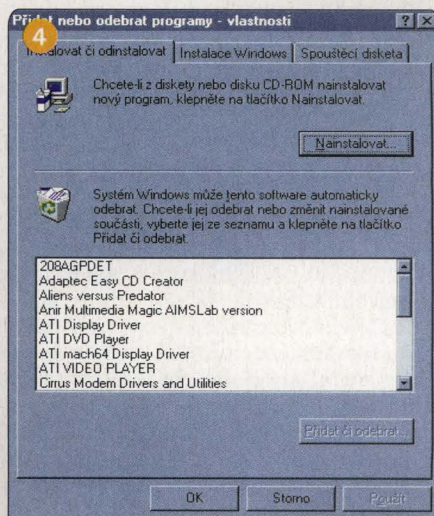 Přidat nebo odebrat programy - vlastnosti
4
Instalovat či odinstalovat
Instalace Windows
Spouštěcí disketa
Chcete-li z diskety nebo disku CD-ROM nainstalovat
nový program, klepněte na tlačítko Nainstalovat.
Nainstalovat...
Systém Windows může tento software automaticky
odebrat. Chcete-li jej odebrat nebo změnit nainstalované
součásti, vyberte jej ze seznamu a klepněte na tlačítko
Přidat či odebrat.
208AGPDET
Adaptec Easy CD Creator
Aliens versus Predator
Anir Multimedia Magic AIMSLab version
ATI Display Driver
ATI DVD Player
ATI mach64 Display Driver
ATI VIDEO PLAYER
Cirrus Modem Drivers and Utilities
Přidat či odebrat...
OK
Storno
Použít